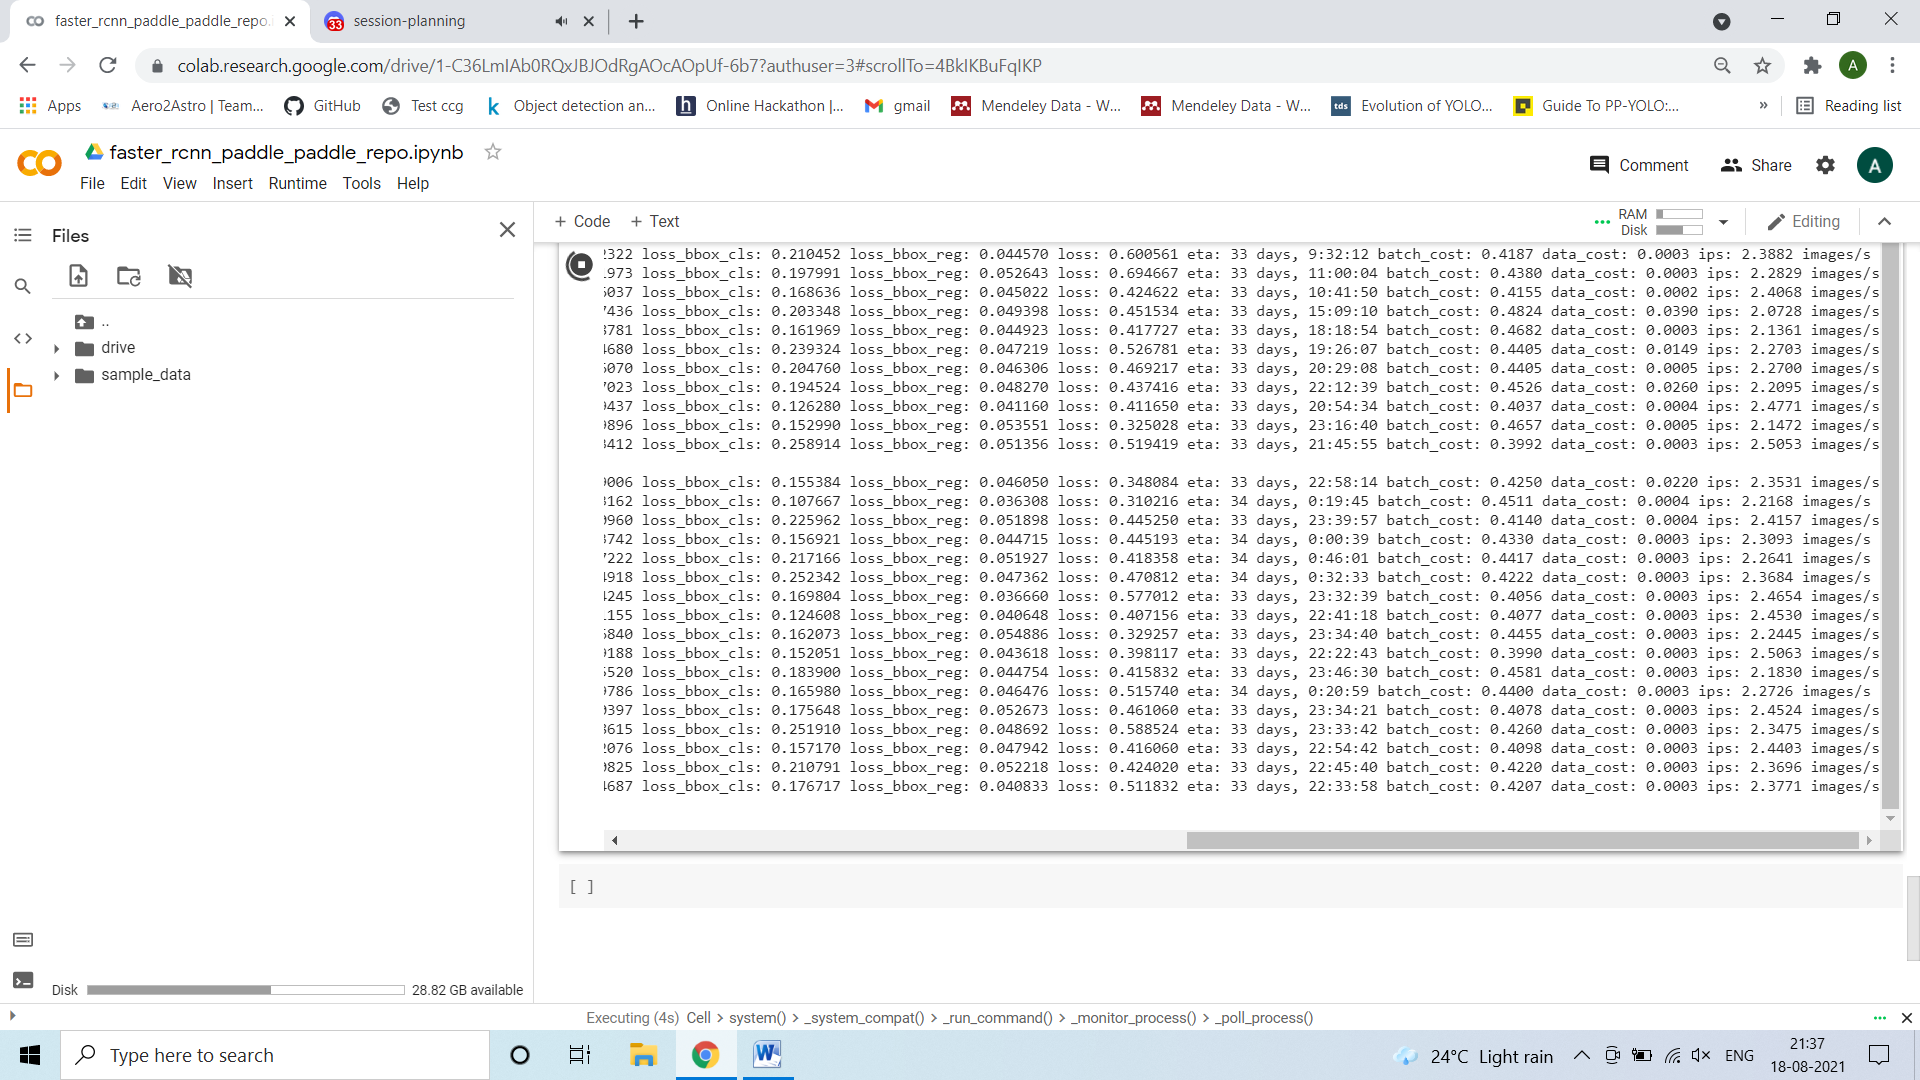 faster_rcnn_paddle_paddle_repo.i
33 session-planning
colab.research.google.com/drive/1-C36LmIAb0RQxJBJOdRgAOcAOpUf-6b7?authuser=3#scrollTo=4BkIKBuFqIKP
A
Apps Aero2Astro | Team... GitHub Test ccg k Object detection an... h Online Hackathon |... gmail Mendeley Data - W... Mendeley Data - W... tds Evolution of YOLO... Guide To PP-YOLO:... » Reading list
faster_rcnn_paddle_paddle_repo.ipynb
File Edit View Insert Runtime Tools Help
Comment Share A
Files
+ Code + Text
RAM
Disk
Editing
..
drive
sample_data
2322 loss_bbox_cls: 0.210452 loss_bbox_reg: 0.044570 loss: 0.600561 eta: 33 days, 9:32:12 batch_cost: 0.4187 data_cost: 0.0003 ips: 2.3882 images/s
1973 loss_bbox_cls: 0.197991 loss_bbox_reg: 0.052643 loss: 0.694667 eta: 33 days, 11:00:04 batch_cost: 0.4380 data_cost: 0.0003 ips: 2.2829 images/s
6037 loss_bbox_cls: 0.168636 loss_bbox_reg: 0.045022 loss: 0.424622 eta: 33 days, 10:41:50 batch_cost: 0.4155 data_cost: 0.0002 ips: 2.4068 images/s
7436 loss_bbox_cls: 0.203348 loss_bbox_reg: 0.049398 loss: 0.451534 eta: 33 days, 15:09:10 batch_cost: 0.4824 data_cost: 0.0390 ips: 2.0728 images/s
3781 loss_bbox_cls: 0.161969 loss_bbox_reg: 0.044923 loss: 0.417727 eta: 33 days, 18:18:54 batch_cost: 0.4682 data_cost: 0.0003 ips: 2.1361 images/s
4680 loss_bbox_cls: 0.239324 loss_bbox_reg: 0.047219 loss: 0.526781 eta: 33 days, 19:26:07 batch_cost: 0.4405 data_cost: 0.0149 ips: 2.2703 images/s
6070 loss_bbox_cls: 0.204760 loss_bbox_reg: 0.046306 loss: 0.469217 eta: 33 days, 20:29:08 batch_cost: 0.4405 data_cost: 0.0005 ips: 2.2700 images/s
7023 loss_bbox_cls: 0.194524 loss_bbox_reg: 0.048270 loss: 0.437416 eta: 33 days, 22:12:39 batch_cost: 0.4526 data_cost: 0.0260 ips: 2.2095 images/s
9437 loss_bbox_cls: 0.126280 loss_bbox_reg: 0.041160 loss: 0.411650 eta: 33 days, 20:54:34 batch_cost: 0.4037 data_cost: 0.0004 ips: 2.4771 images/s
9896 loss_bbox_cls: 0.152990 loss_bbox_reg: 0.053551 loss: 0.325028 eta: 33 days, 23:16:40 batch_cost: 0.4657 data_cost: 0.0005 ips: 2.1472 images/s
3412 loss_bbox_cls: 0.258914 loss_bbox_reg: 0.051356 loss: 0.519419 eta: 33 days, 21:45:55 batch_cost: 0.3992 data_cost: 0.0003 ips: 2.5053 images/s
9006 loss_bbox_cls: 0.155384 loss_bbox_reg: 0.046050 loss: 0.348084 eta: 33 days, 22:58:14 batch_cost: 0.4250 data_cost: 0.0220 ips: 2.3531 images/s
3162 loss_bbox_cls: 0.107667 loss_bbox_reg: 0.036308 loss: 0.310216 eta: 34 days, 0:19:45 batch_cost: 0.4511 data_cost: 0.0004 ips: 2.2168 images/s
0960 loss_bbox_cls: 0.225962 loss_bbox_reg: 0.051898 loss: 0.445250 eta: 33 days, 23:39:57 batch_cost: 0.4140 data_cost: 0.0004 ips: 2.4157 images/s
3742 loss_bbox_cls: 0.156921 loss_bbox_reg: 0.044715 loss: 0.445193 eta: 34 days, 0:00:39 batch_cost: 0.4330 data_cost: 0.0003 ips: 2.3093 images/s
7222 loss_bbox_cls: 0.217166 loss_bbox_reg: 0.051927 loss: 0.418358 eta: 34 days, 0:46:01 batch_cost: 0.4417 data_cost: 0.0003 ips: 2.2641 images/s
4918 loss_bbox_cls: 0.252342 loss_bbox_reg: 0.047362 loss: 0.470812 eta: 34 days, 0:32:33 batch_cost: 0.4222 data_cost: 0.0003 ips: 2.3684 images/s
4245 loss_bbox_cls: 0.169804 loss_bbox_reg: 0.036660 loss: 0.577012 eta: 33 days, 23:32:39 batch_cost: 0.4056 data_cost: 0.0003 ips: 2.4654 images/s
1155 loss_bbox_cls: 0.124608 loss_bbox_reg: 0.040648 loss: 0.407156 eta: 33 days, 22:41:18 batch_cost: 0.4077 data_cost: 0.0003 ips: 2.4530 images/s
6840 loss_bbox_cls: 0.162073 loss_bbox_reg: 0.054886 loss: 0.329257 eta: 33 days, 23:34:40 batch_cost: 0.4455 data_cost: 0.0003 ips: 2.2445 images/s
9188 loss_bbox_cls: 0.152051 loss_bbox_reg: 0.043618 loss: 0.398117 eta: 33 days, 22:22:43 batch_cost: 0.3990 data_cost: 0.0003 ips: 2.5063 images/s
5520 loss_bbox_cls: 0.183900 loss_bbox_reg: 0.044754 loss: 0.415832 eta: 33 days, 23:46:30 batch_cost: 0.4581 data_cost: 0.0003 ips: 2.1830 images/s
9786 loss_bbox_cls: 0.165980 loss_bbox_reg: 0.046476 loss: 0.515740 eta: 34 days, 0:20:59 batch_cost: 0.4400 data_cost: 0.0003 ips: 2.2726 images/s
0397 loss_bbox_cls: 0.175648 loss_bbox_reg: 0.052673 loss: 0.461060 eta: 33 days, 23:34:21 batch_cost: 0.4078 data_cost: 0.0003 ips: 2.4524 images/s
3615 loss_bbox_cls: 0.251910 loss_bbox_reg: 0.048692 loss: 0.588524 eta: 33 days, 23:33:42 batch_cost: 0.4260 data_cost: 0.0003 ips: 2.3475 images/s
2076 loss_bbox_cls: 0.157170 loss_bbox_reg: 0.047942 loss: 0.416060 eta: 33 days, 22:54:42 batch_cost: 0.4098 data_cost: 0.0003 ips: 2.4403 images/s
0825 loss_bbox_cls: 0.210791 loss_bbox_reg: 0.052218 loss: 0.424020 eta: 33 days, 22:45:40 batch_cost: 0.4220 data_cost: 0.0003 ips: 2.3696 images/s
4687 loss_bbox_cls: 0.176717 loss_bbox_reg: 0.040833 loss: 0.511832 eta: 33 days, 22:33:58 batch_cost: 0.4207 data_cost: 0.0003 ips: 2.3771 images/s
[ ]
Disk 28.82 GB available
Executing (4s) Cell > system() > _system_compat() > _run_command() > _monitor_process() > _poll_process()
Type here to search
24°C Light rain
ENG
21:37
18-08-2021